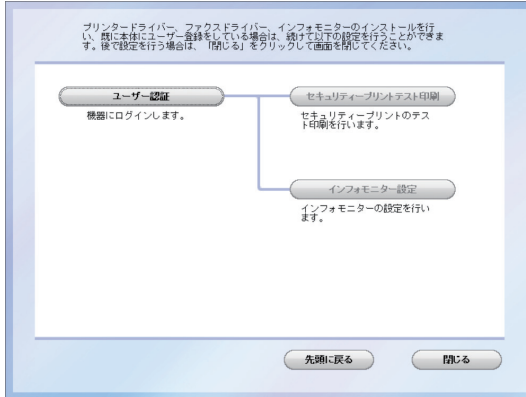 プリンタードライバー、ファクスドライバー、インフォモニターのインストールを行
い、既に本体にユーザー登録をしている場合は、続けて以下の設定を行うことができま
す。後で設定を行う場合は、「閉じる」をクリックして画面を閉じてください。
ユーザー認証
機器にログインします。
セキュリティープリントテスト印刷
セキュリティープリントのテス
ト印刷を行います。
インフォモニター設定
インフォモニターの設定を行い
ます。
先頭に戻る
閉じる